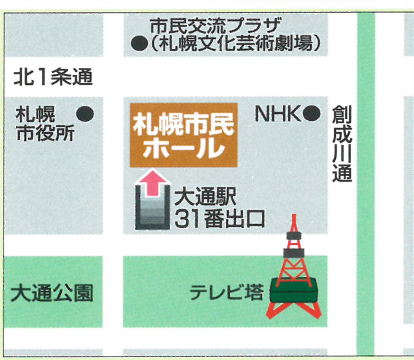 市民交流プラザ
●(札幌文化芸術劇場)
北1条通
札幌 ●
市役所
札幌市民
ホール
NHK●
創成川通
大通駅
31番出口
大通公園
テレビ塔